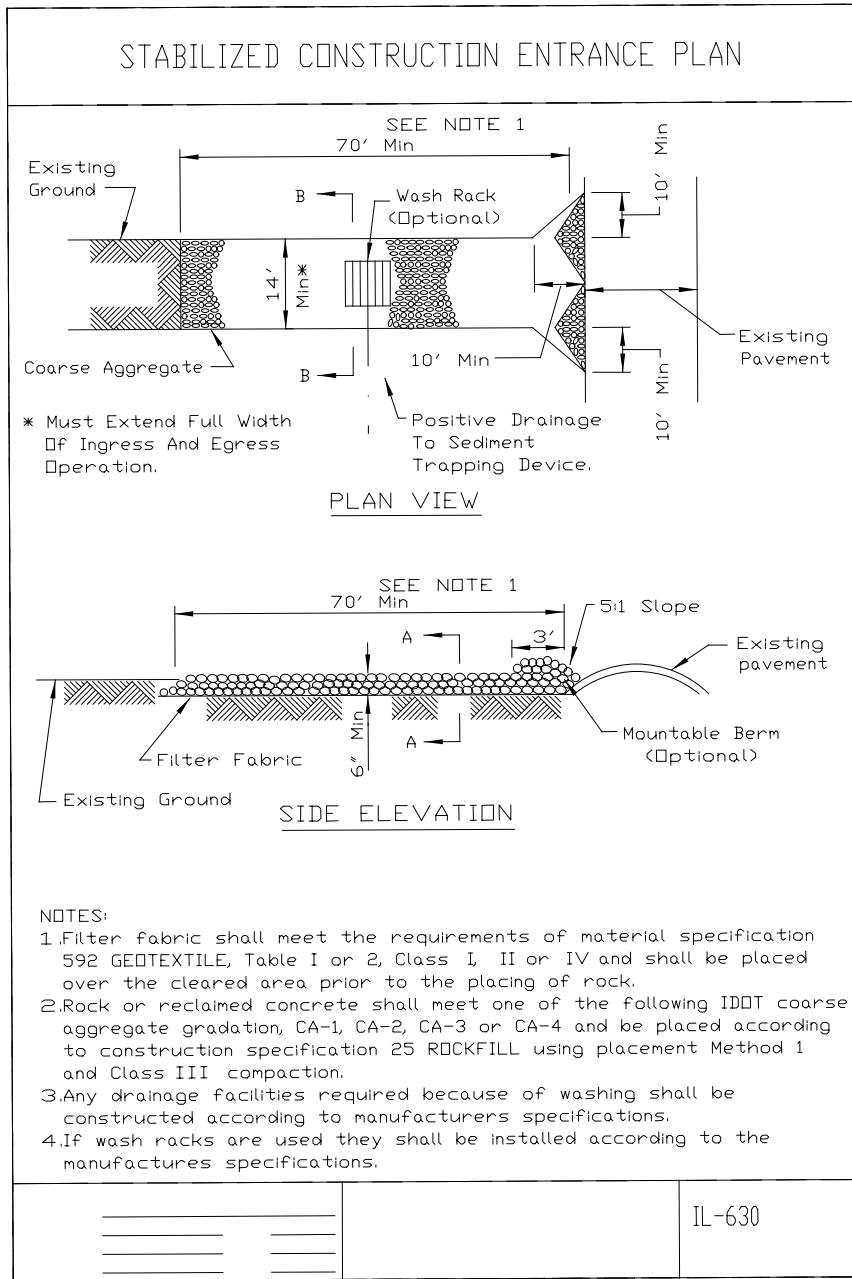 STABILIZED CONSTRUCTION ENTRANCE PLAN
SEE NOTE 1
70' Min
10' Min
Existing
Ground
B
Wash Rack
(Optional)
14'
Min*
Coarse Aggregate
B
10' Min
Existing
Pavement
10' Min
* Must Extend Full Width
Of Ingress And Egress
Operation.
Positive Drainage
To Sediment
Trapping Device.
PLAN VIEW
SEE NOTE 1
70' Min
5:1 Slope
A
3'
Existing
pavement
6" Min
A
Mountable Berm
(Optional)
Filter Fabric
Existing Ground
SIDE ELEVATION
NOTES:
1.Filter fabric shall meet the requirements of material specification
592 GEOTEXTILE, Table I or 2, Class I, II or IV and shall be placed
over the cleared area prior to the placing of rock.
2.Rock or reclaimed concrete shall meet one of the following IDOT coarse
aggregate gradation, CA-1, CA-2, CA-3 or CA-4 and be placed according
to construction specification 25 ROCKFILL using placement Method 1
and Class III compaction.
3.Any drainage facilities required because of washing shall be
constructed according to manufacturers specifications.
4.If wash racks are used they shall be installed according to the
manufactures specifications.
IL-630